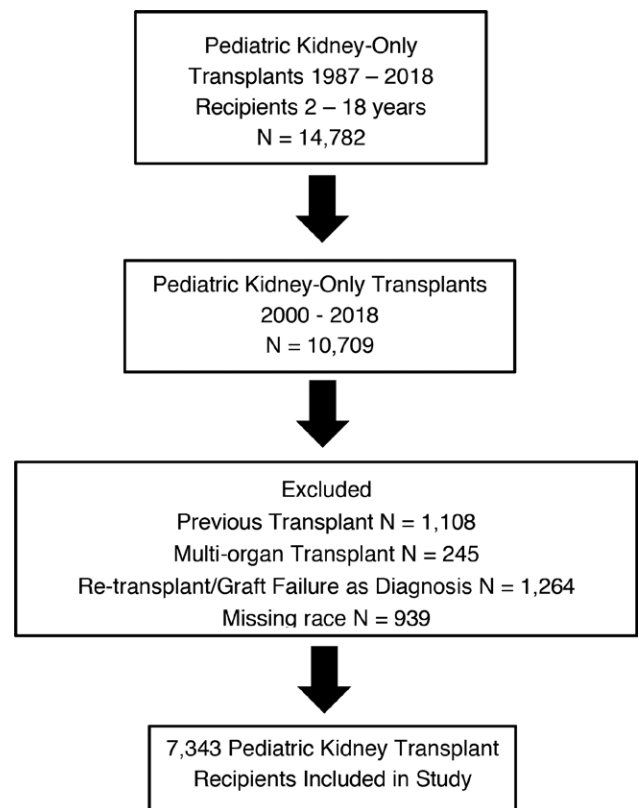 Pediatric Kidney-Only
Transplants 1987 – 2018
Recipients 2 – 18 years
N = 14,782
Pediatric Kidney-Only Transplants
2000 - 2018
N = 10,709
Excluded
Previous Transplant N = 1,108
Multi-organ Transplant N = 245
Re-transplant/Graft Failure as Diagnosis N = 1,264
Missing race N = 939
7,343 Pediatric Kidney Transplant
Recipients Included in Study